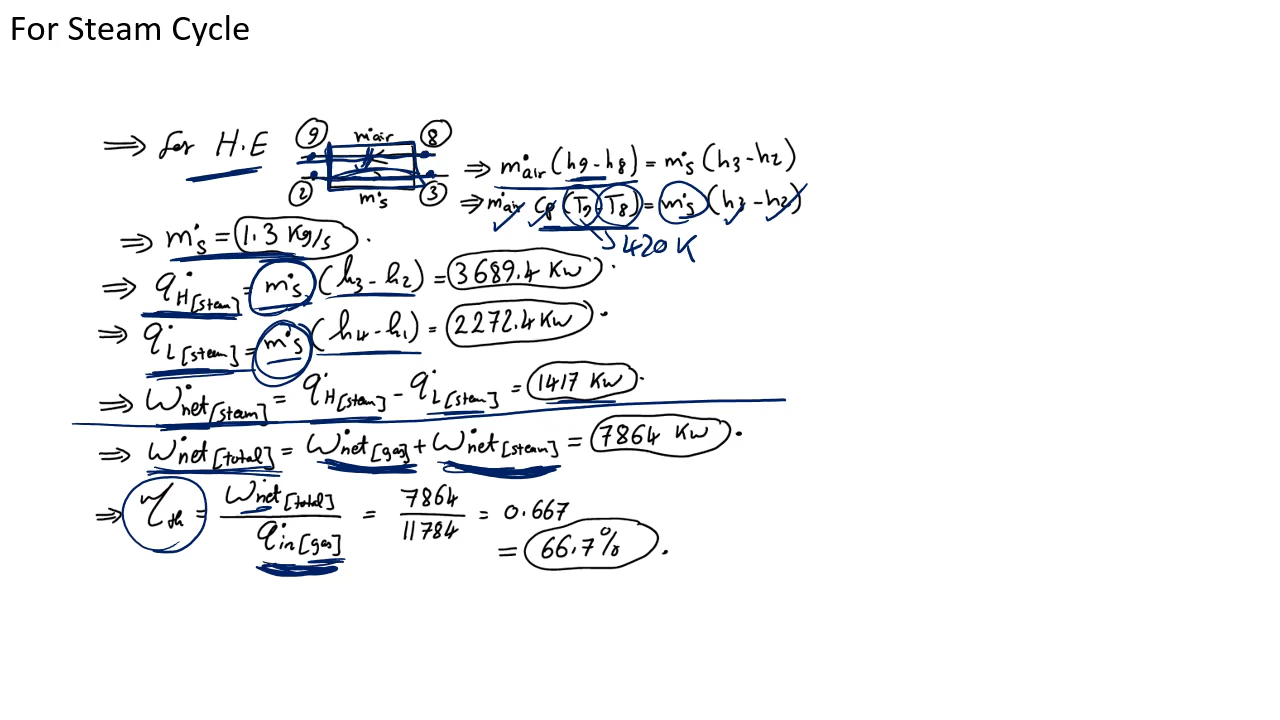 For Steam Cycle
⇒ for H.E
9 ṁair 8
2 ṁs 3
⇒ ṁair (h9 - h8) = ṁs (h3 - h2)
⇒ ṁair Cp (T9 - T8) = ṁs (h3 - h2)
420 K
⇒ ṁs = 1.3 Kg/s .
⇒ q̇H[steam] = ṁs (h3 - h2) = 3689.4 Kw .
⇒ q̇L[steam] = ṁs (h4 - h1) = 2272.4 Kw .
⇒ Ẇnet[steam] = q̇H[steam] - q̇L[steam] = 1417 Kw .
⇒ Ẇnet[total] = Ẇnet[gas] + Ẇnet[steam] = 7864 Kw .
⇒ ηth = Ẇnet[total] / q̇in[gas] = 7864 / 11784 = 0.667
= 66.7% .